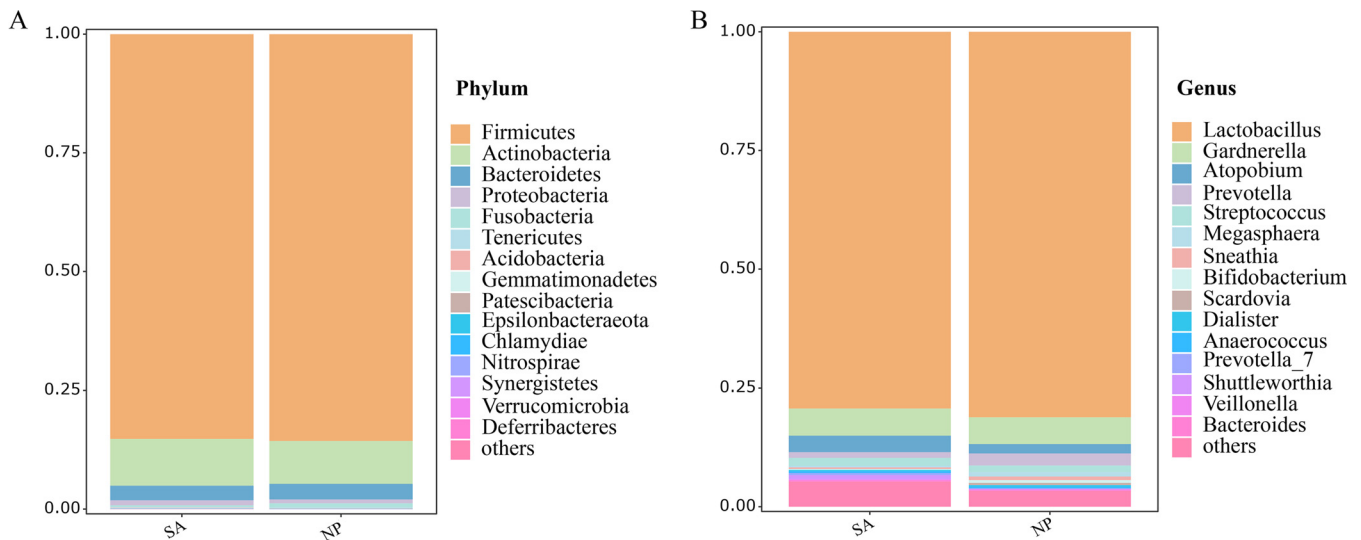 A
1.00
0.75
0.50
0.25
0.00
SA
NP
Phylum
Firmicutes
Actinobacteria
Bacteroidetes
Proteobacteria
Fusobacteria
Tenericutes
Acidobacteria
Gemmatimonadetes
Patescibacteria
Epsilonbacteraeota
Chlamydiae
Nitrospirae
Synergistetes
Verrucomicrobia
Deferribacteres
others
B
1.00
0.75
0.50
0.25
0.00
SA
NP
Genus
Lactobacillus
Gardnerella
Atopobium
Prevotella
Streptococcus
Megasphaera
Sneathia
Bifidobacterium
Scardovia
Dialister
Anaerococcus
Prevotella_7
Shuttleworthia
Veillonella
Bacteroides
others